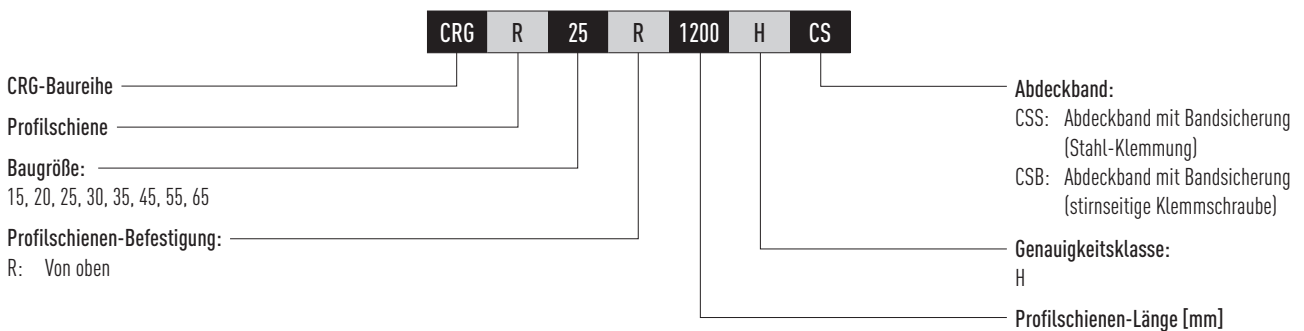 CRG R 25 R 1200 H CS
CRG-Baureihe
Profilschiene
Baugröße:
15, 20, 25, 30, 35, 45, 55, 65
Profilschienen-Befestigung:
R: Von oben
Abdeckband:
CSS: Abdeckband mit Bandsicherung
(Stahl-Klemmung)
CSB: Abdeckband mit Bandsicherung
(stirnseitige Klemmschraube)
Genauigkeitsklasse:
H
Profilschienen-Länge [mm]